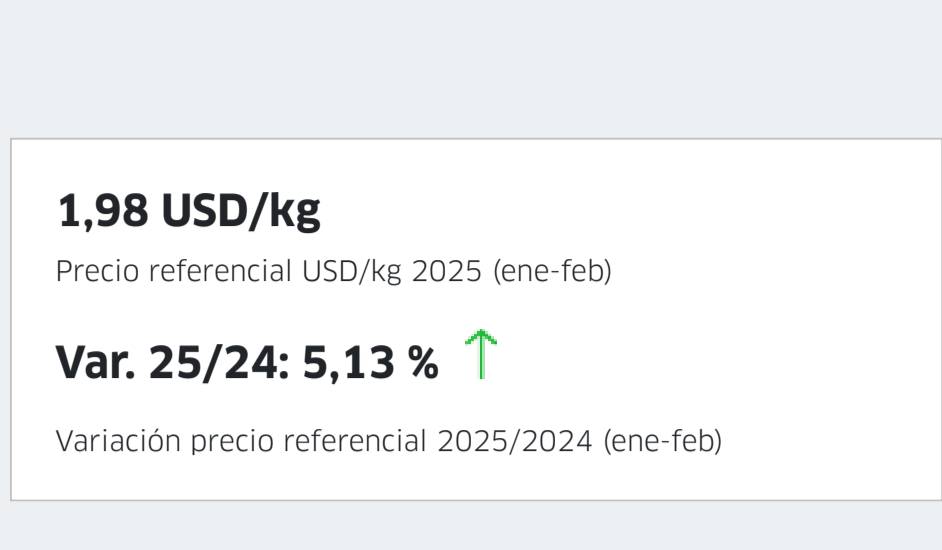 1,98 USD/kg
Precio referencial USD/kg 2025 (ene-feb)
Var. 25/24: 5,13 %
Variación precio referencial 2025/2024 (ene-feb)